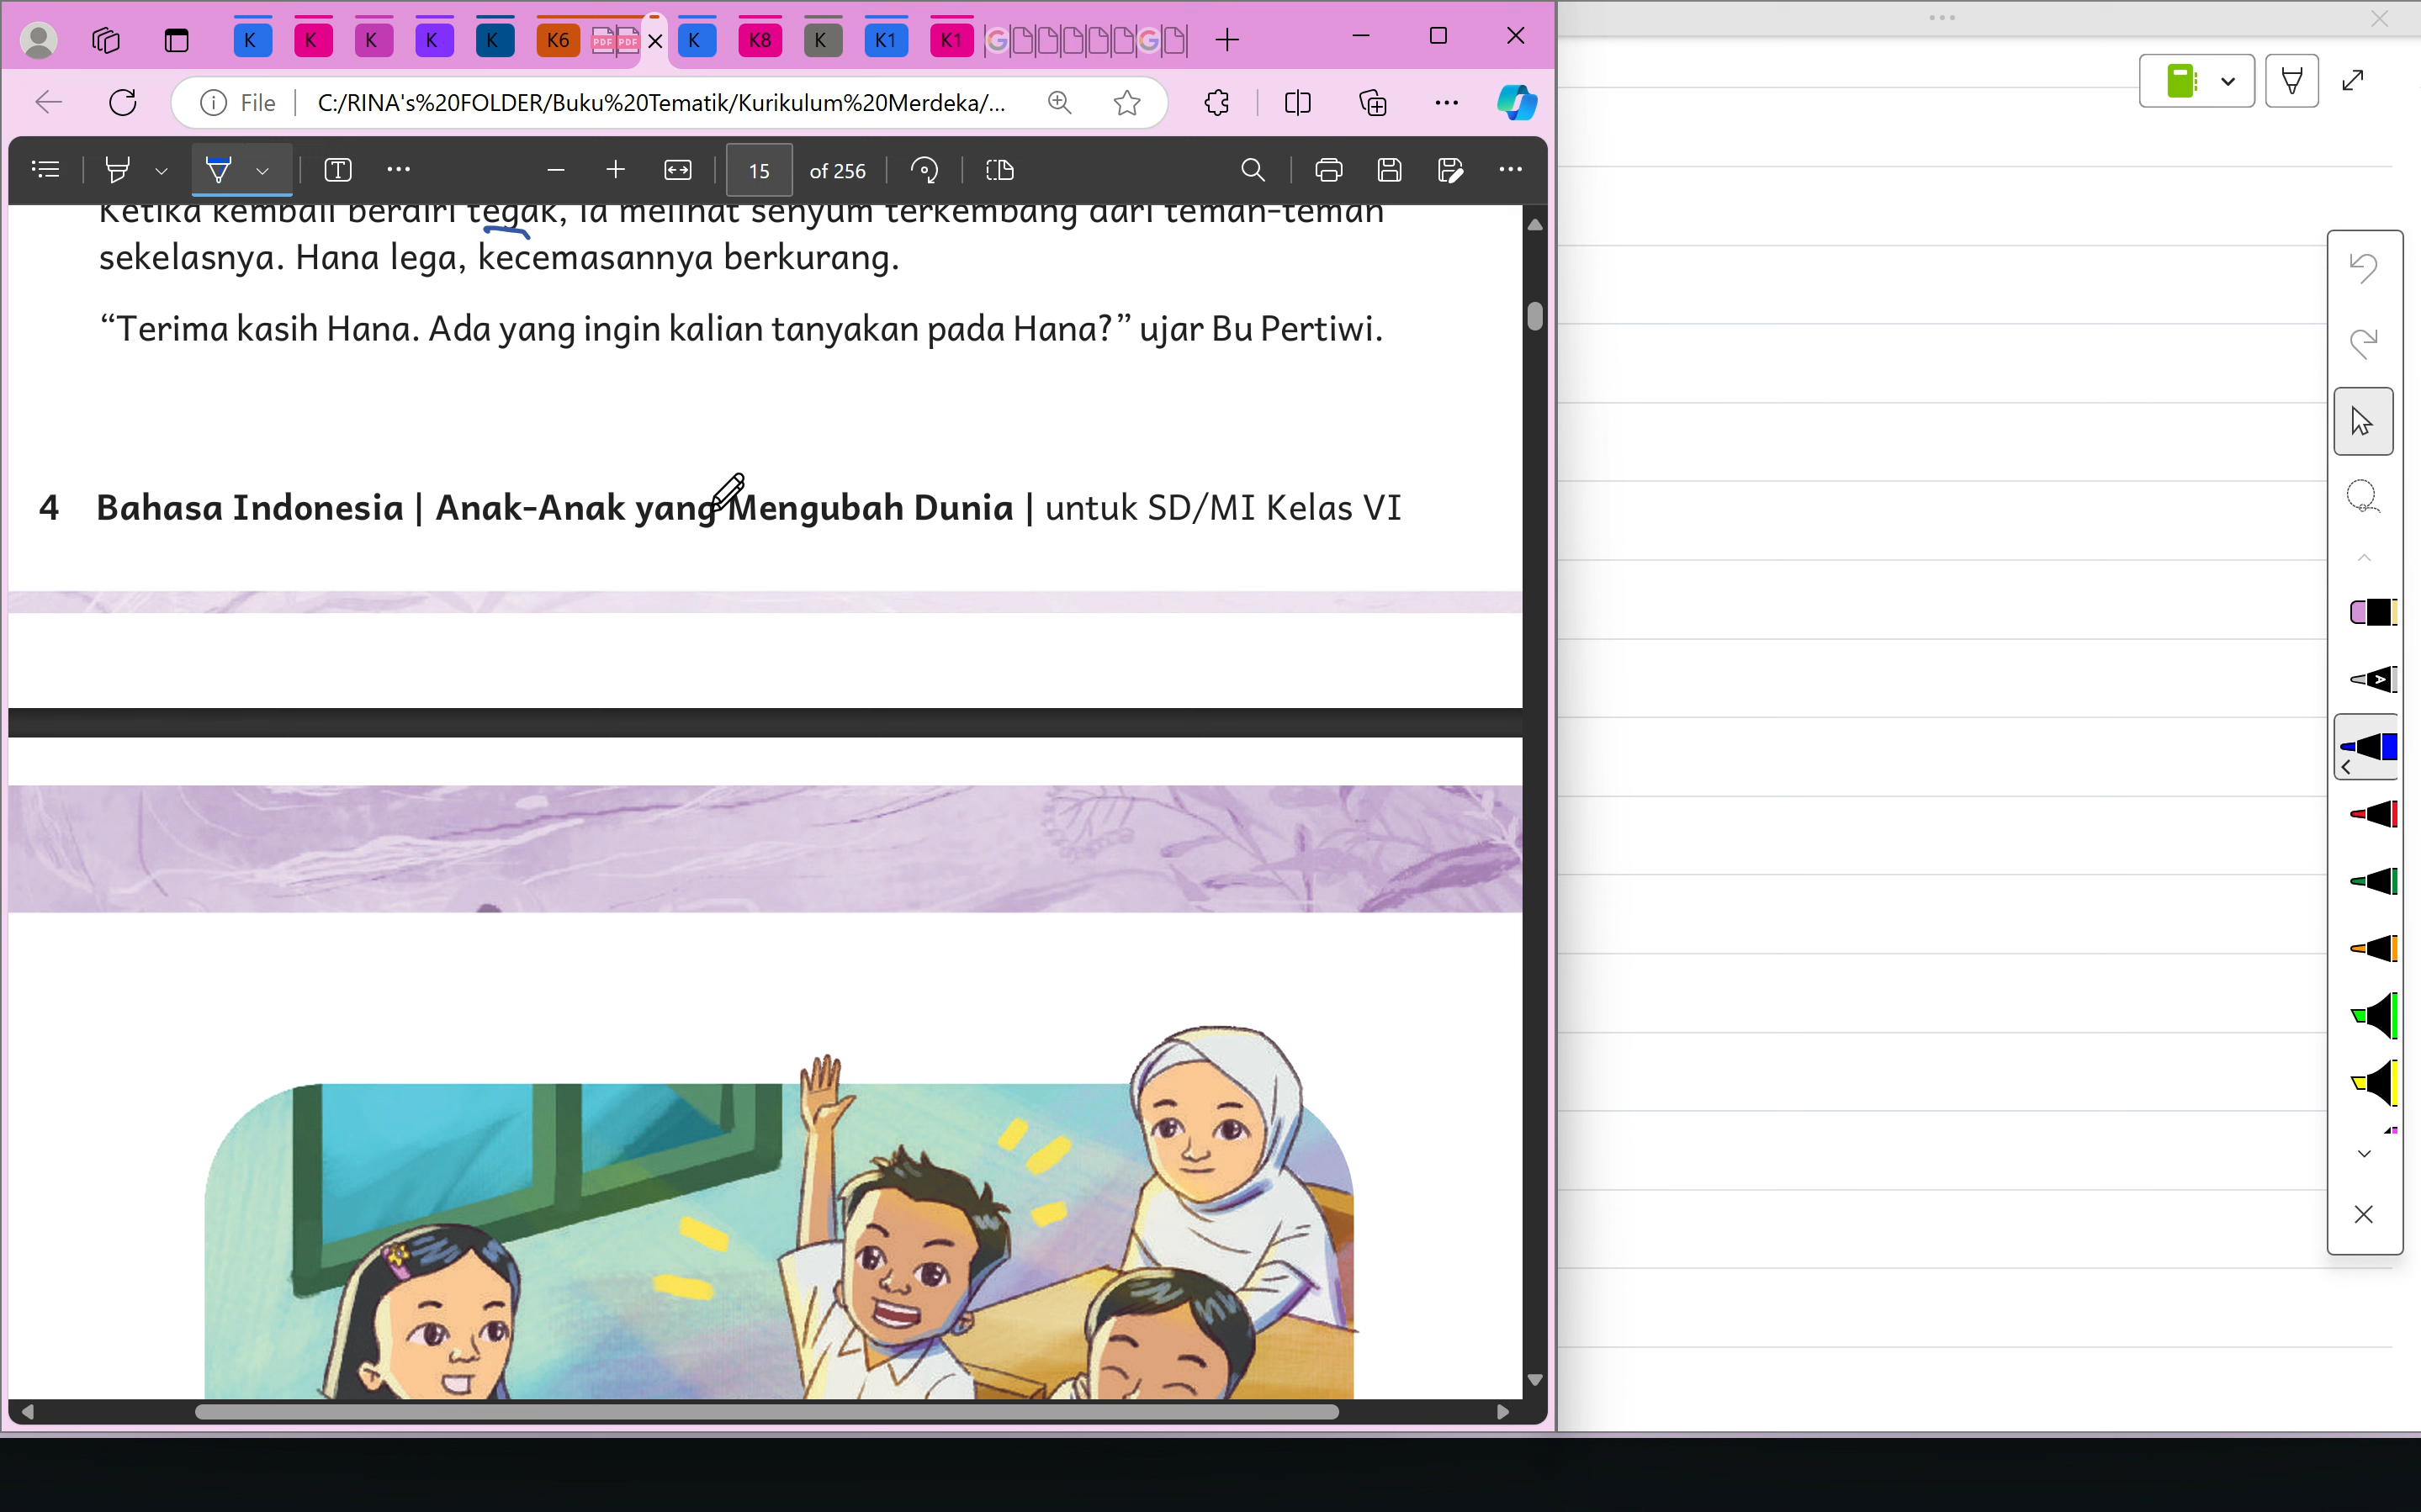 K K K K K K6 PDF PDF K K8 K K1 K1 G G
File C:/RINA's%20FOLDER/Buku%20Tematik/Kurikulum%20Merdeka/...
15 of 256
Ketika kembali berdiri tegak, ia melihat senyum terkembang dari teman-teman
sekelasnya. Hana lega, kecemasannya berkurang.
“Terima kasih Hana. Ada yang ingin kalian tanyakan pada Hana?” ujar Bu Pertiwi.
4 Bahasa Indonesia | Anak-Anak yang Mengubah Dunia | untuk SD/MI Kelas VI
A